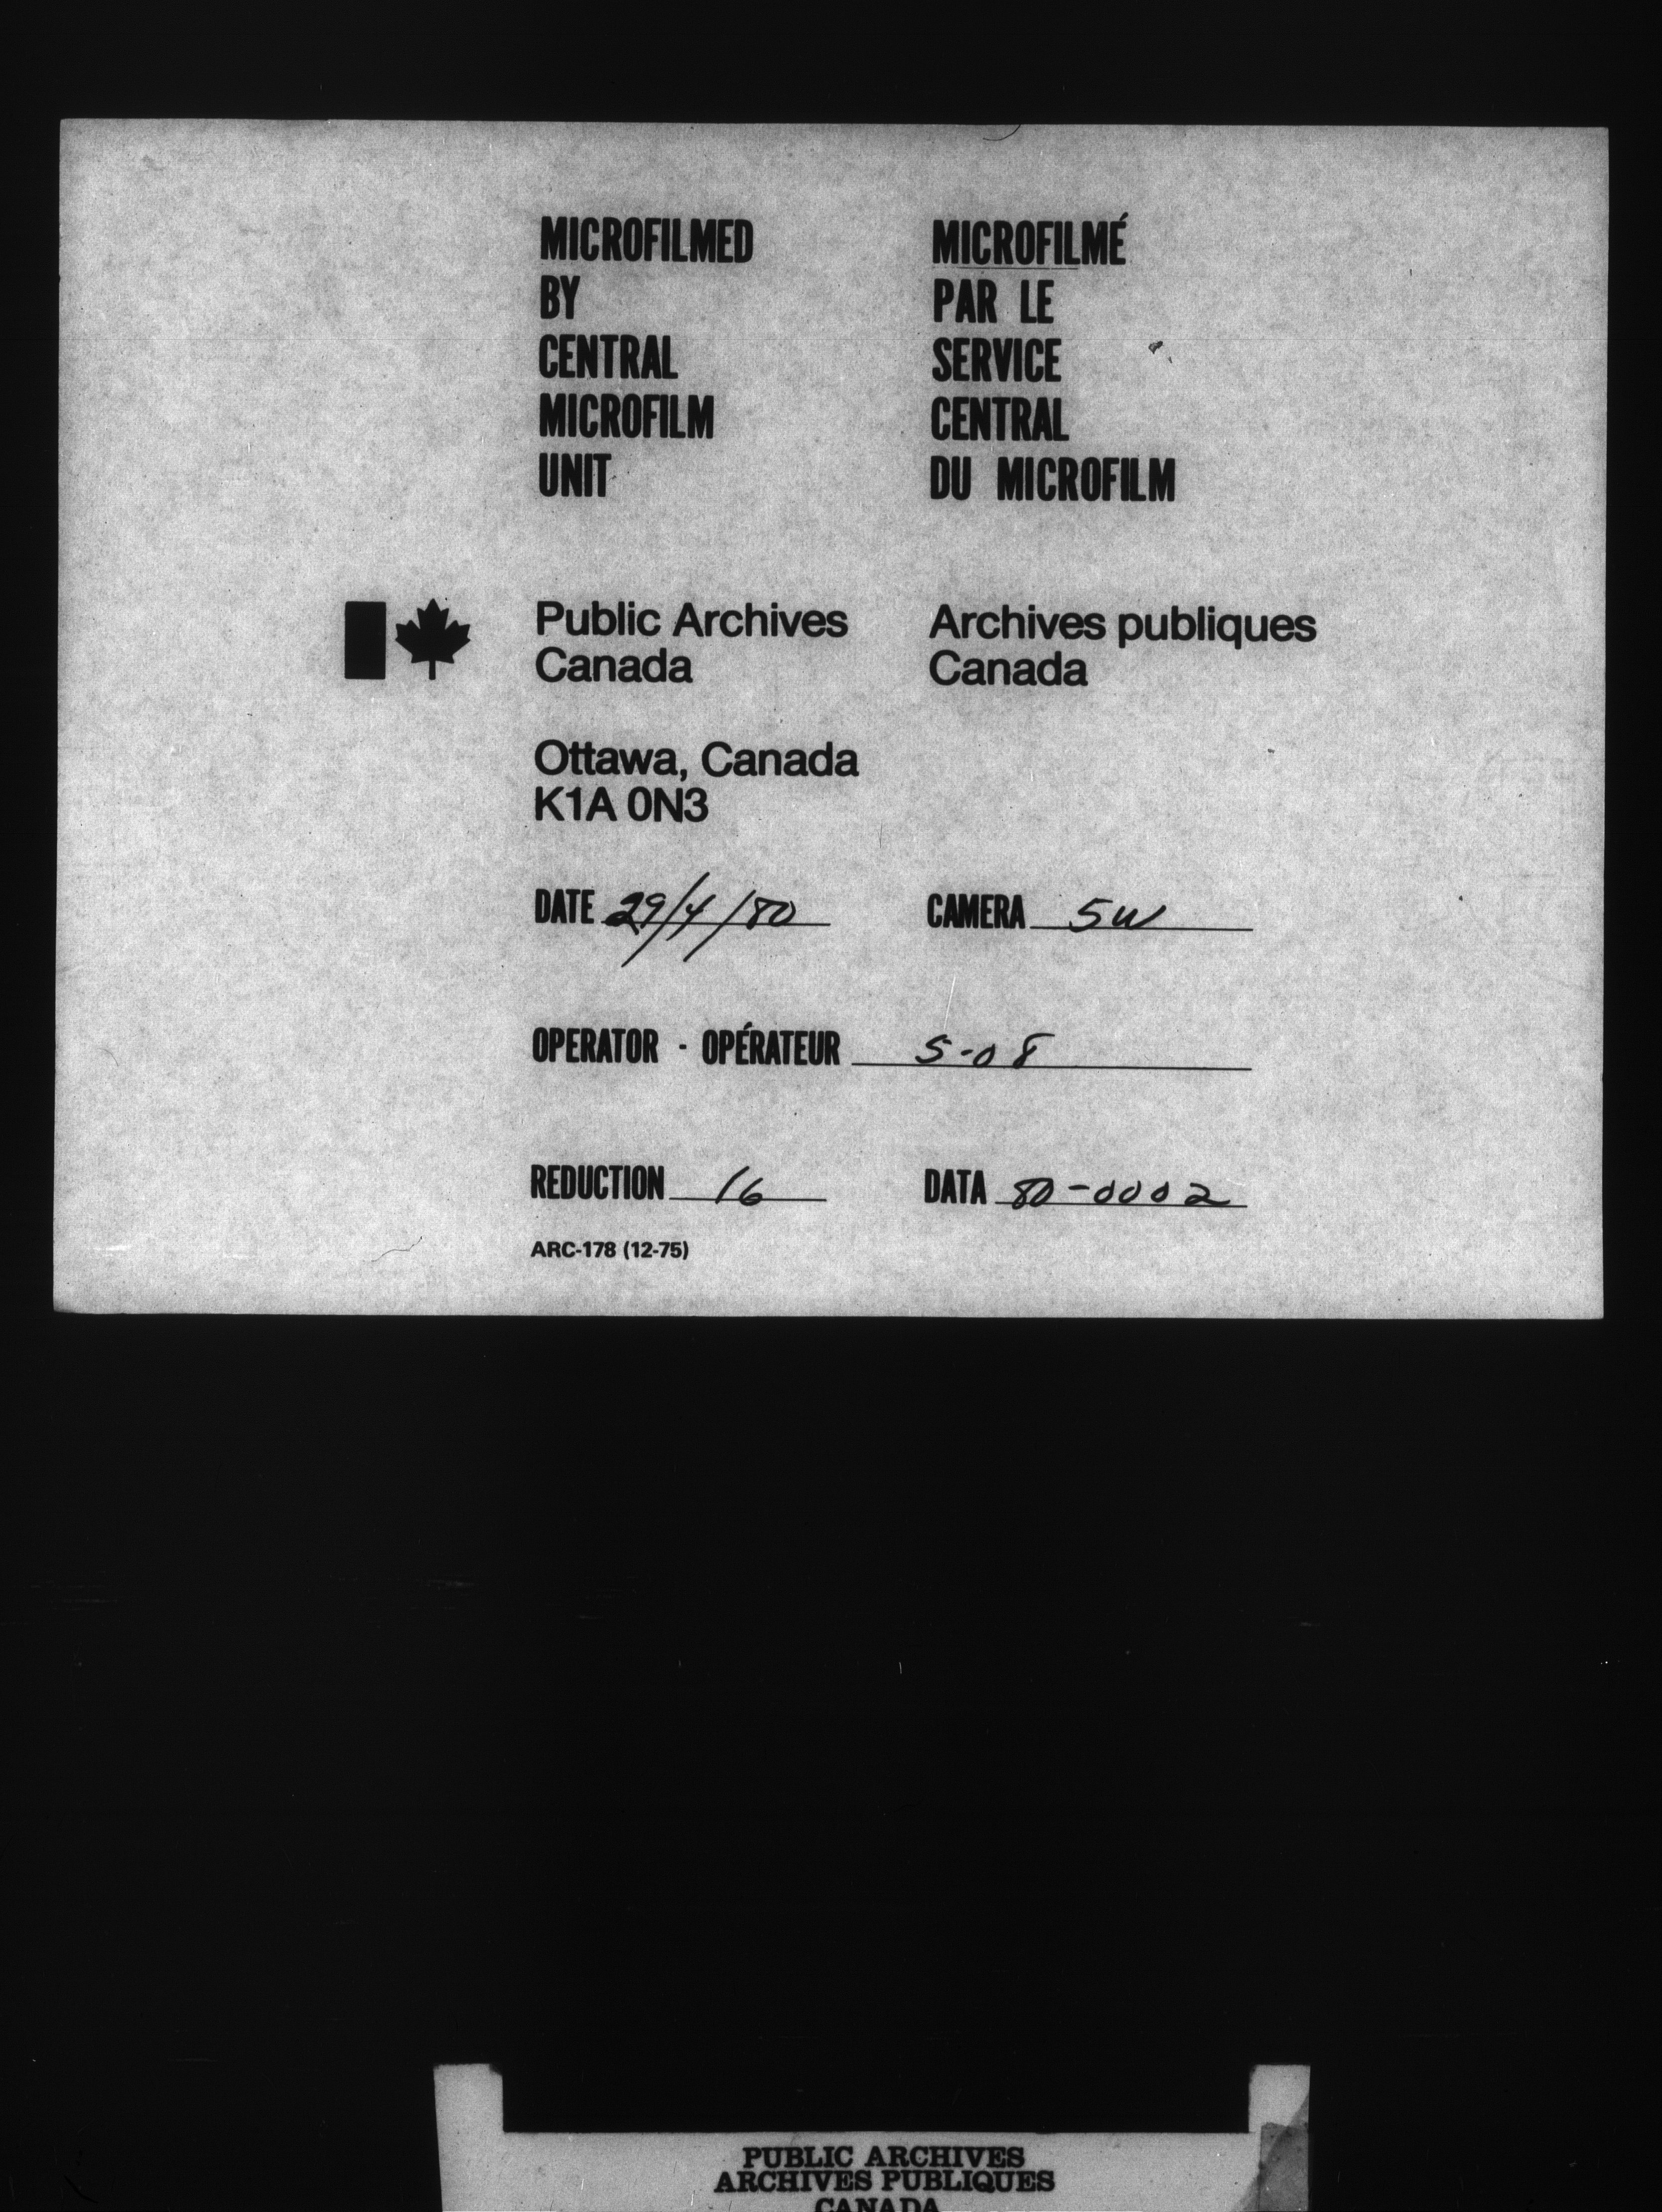 MICROFILMED
BY
CENTRAL
MICROFILM
UNIT
MICROFILMÉ
PAR LE
SERVICE
CENTRAL
DU MICROFILM
Public Archives
Canada
Archives publiques
Canada
Ottawa, Canada
K1A 0N3
DATE 29/4/80
CAMERA 5W
OPERATOR - OPÉRATEUR S-08
REDUCTION 16
DATA 80-0002
ARC-178 (12-75)
PUBLIC ARCHIVES
ARCHIVES PUBLIQUES
CANADA